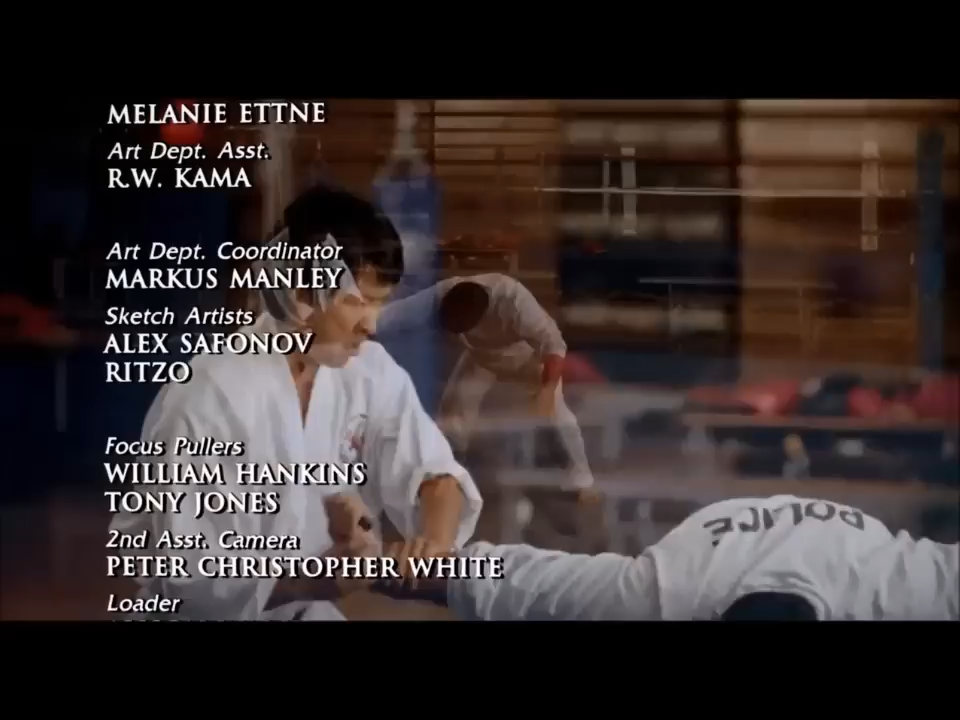 MELANIE ETTNE
Art Dept. Asst.
R.W. KAMA
Art Dept. Coordinator
MARKUS MANLEY
Sketch Artists
ALEX SAFONOV
RITZO
Focus Pullers
WILLIAM HANKINS
TONY JONES
2nd Asst. Camera
PETER CHRISTOPHER WHITE
Loader
POLICE